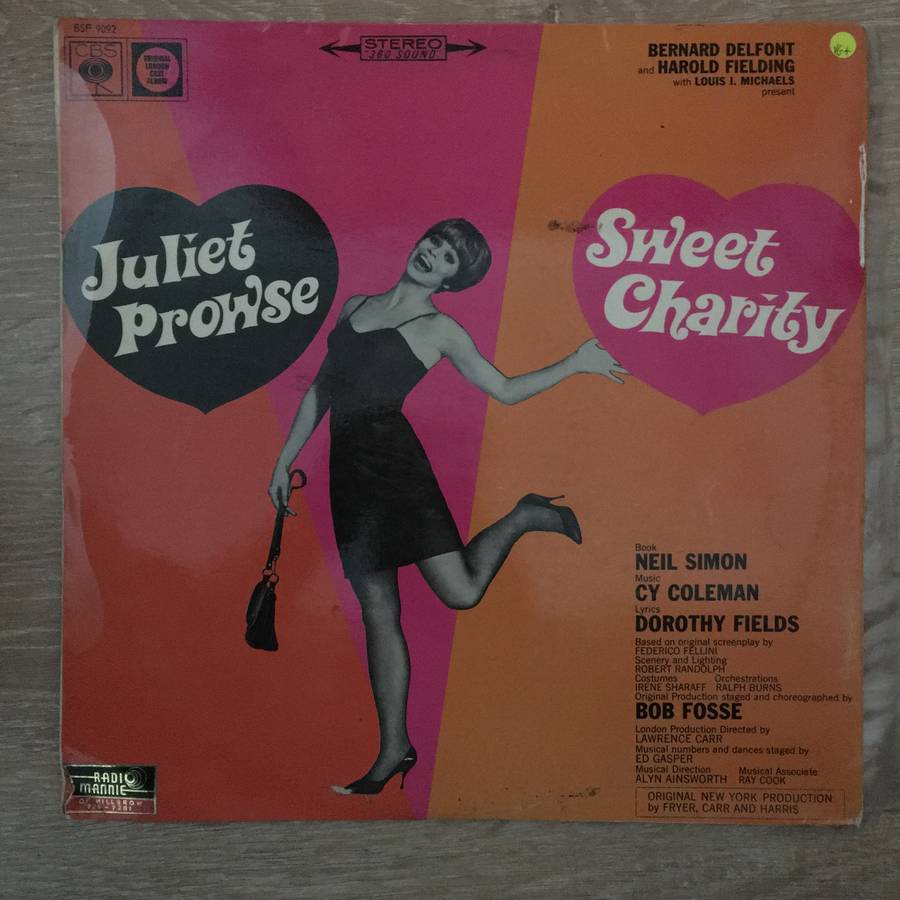 BSF 9092
CBS
ORIGINAL
LONDON
CAST
ALBUM
STEREO
"360 SOUND"
BERNARD DELFONT
and HAROLD FIELDING
with LOUIS I. MICHAELS
present
VG+
Juliet
Prowse
Sweet
Charity
Book
NEIL SIMON
Music
CY COLEMAN
Lyrics
DOROTHY FIELDS
Based on original screenplay by
FEDERICO FELLINI
Scenery and Lighting
ROBERT RANDOLPH
Costumes Orchestrations
IRENE SHARAFF RALPH BURNS
Original Production staged and choreographed by
BOB FOSSE
London Production Directed by
LAWRENCE CARR
Musical numbers and dances staged by
ED GASPER
Musical Direction Musical Associate
ALYN AINSWORTH RAY COOK
ORIGINAL NEW YORK PRODUCTION
by FRYER, CARR AND HARRIS
RADIO
MANNIE
OF HILLBROW